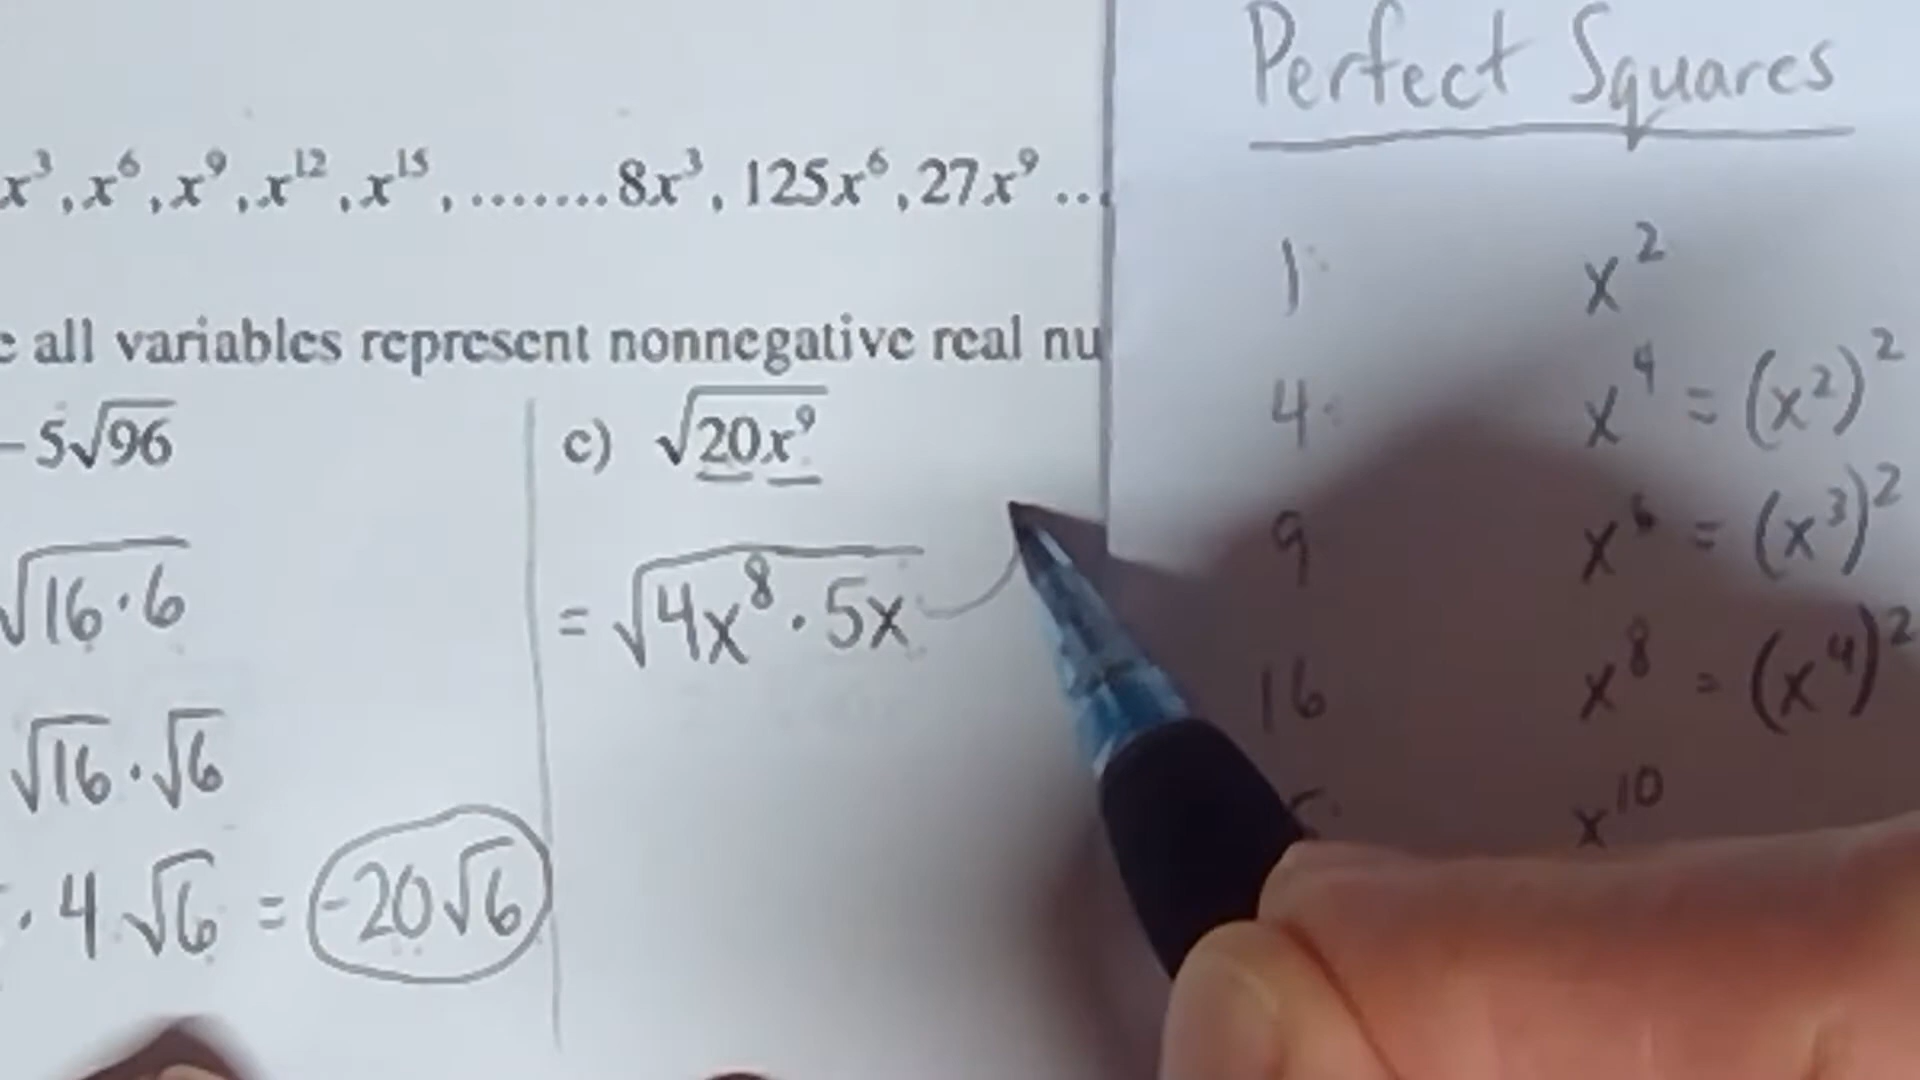 x³, x⁶, x⁹, x¹², x¹⁵, ....... 8x³, 125x⁶, 27x⁹ ...
all variables represent nonnegative real nu
- 5√96
√16·6
√16 · √6
· 4√6 = -20√6
c) √20x⁹
= √4x⁸ · 5x
Perfect Squares
1 x²
4 x⁴ = (x²)²
9 x⁶ = (x³)²
16 x⁸ = (x⁴)²
x¹⁰